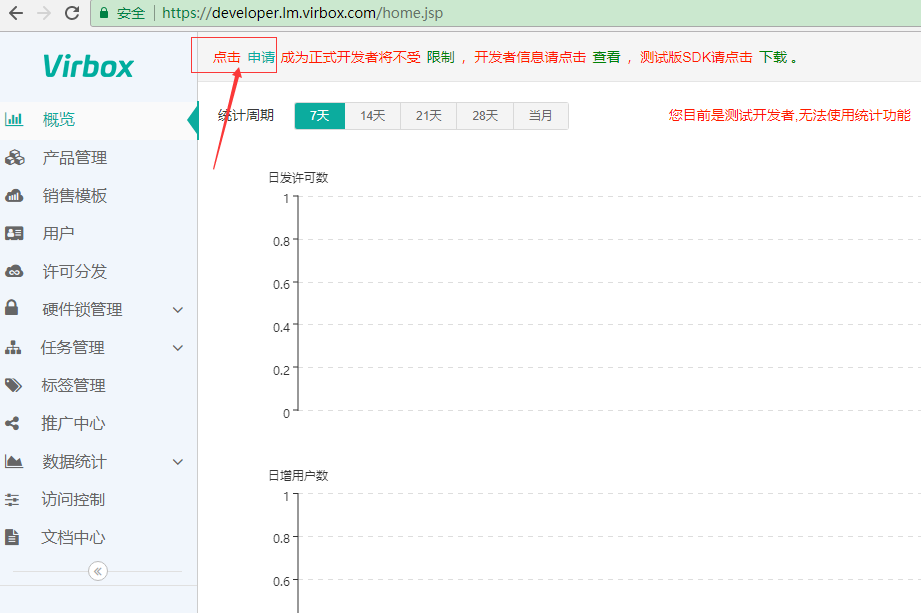 安全 https://developer.lm.virbox.com/home.jsp
Virbox
点击 申请 成为正式开发者将不受 限制 ，开发者信息请点击 查看 ，测试版SDK请点击 下载 。
概览
产品管理
销售模板
用户
许可分发
硬件锁管理
任务管理
标签管理
推广中心
数据统计
访问控制
文档中心
统计周期 7天 14天 21天 28天 当月
您目前是测试开发者,无法使用统计功能
日发许可数
1
0.8
0.6
0.4
0.2
0
日增用户数
1
0.8
0.6